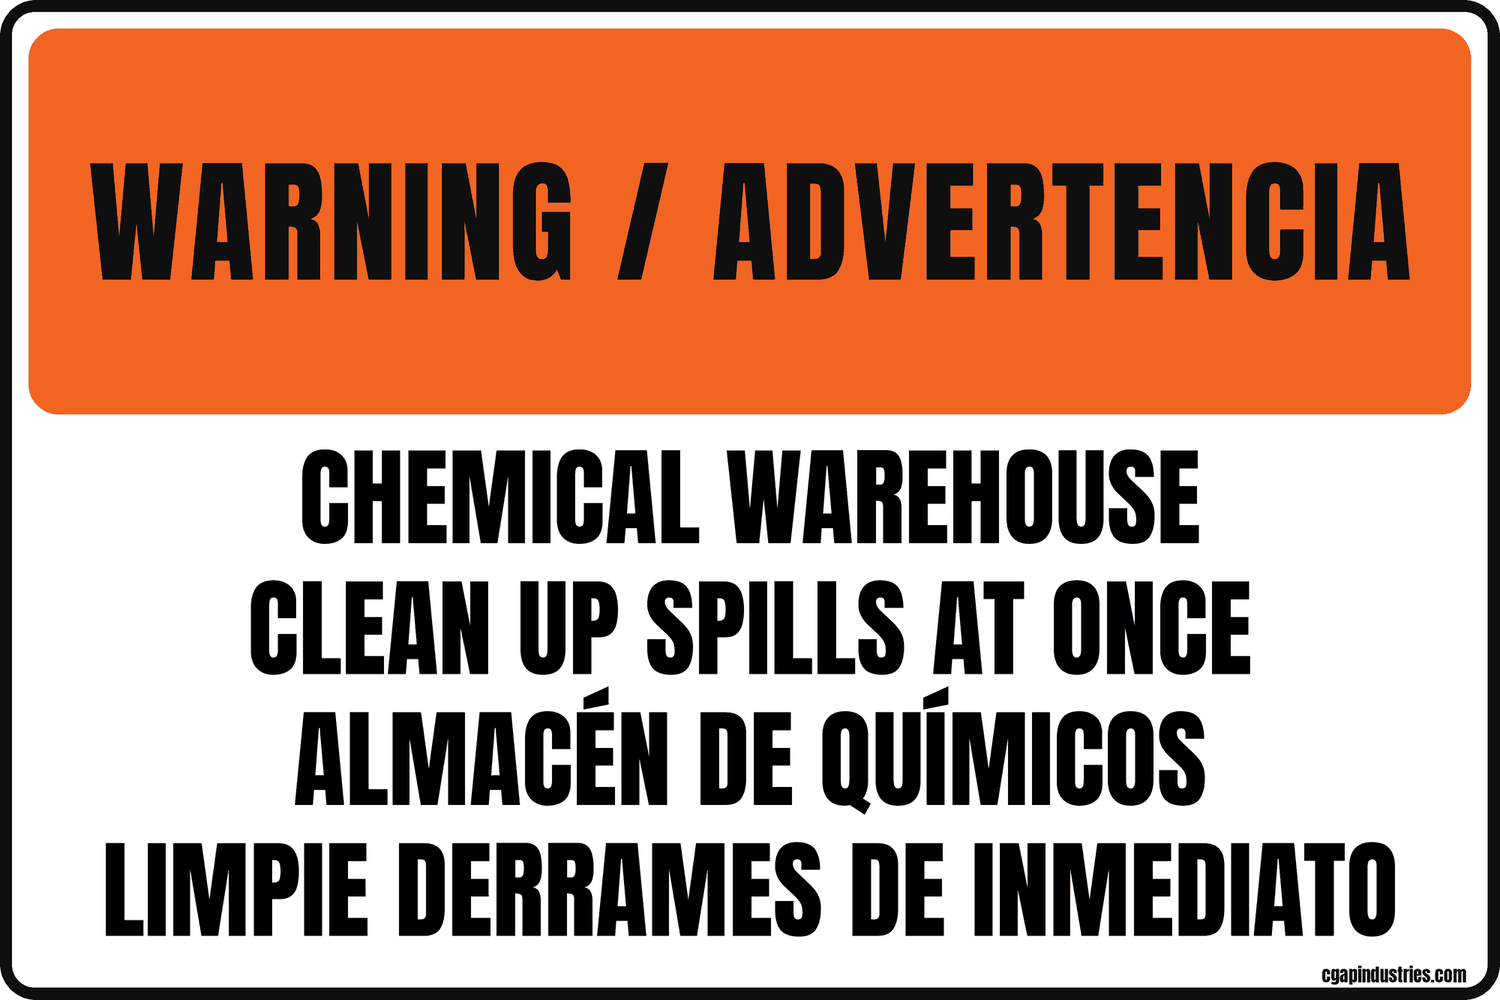 WARNING / ADVERTENCIA
CHEMICAL WAREHOUSE
CLEAN UP SPILLS AT ONCE
ALMACÉN DE QUÍMICOS
LIMPIE DERRAMES DE INMEDIATO
cgapindustries.com